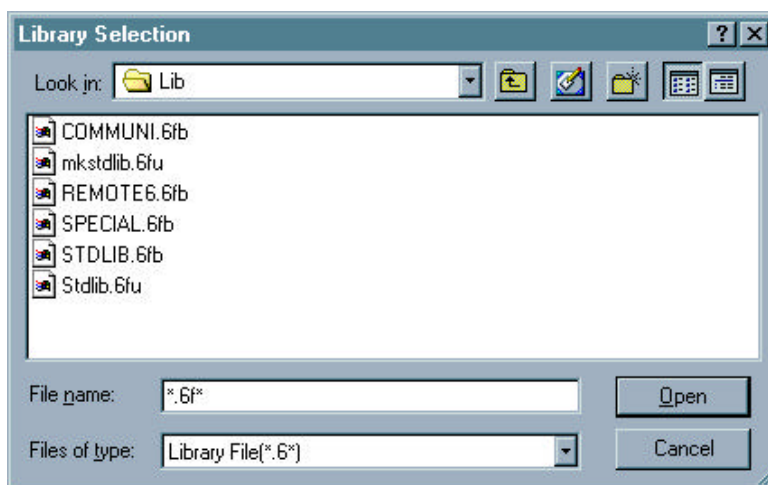 Library Selection
Look in: Lib
COMMUNI.6fb
mkstdlib.6fu
REMOTE6.6fb
SPECIAL.6fb
STDLIB.6fb
Stdlib.6fu
File name: *.6f* Open
Files of type: Library File(*.6*) Cancel